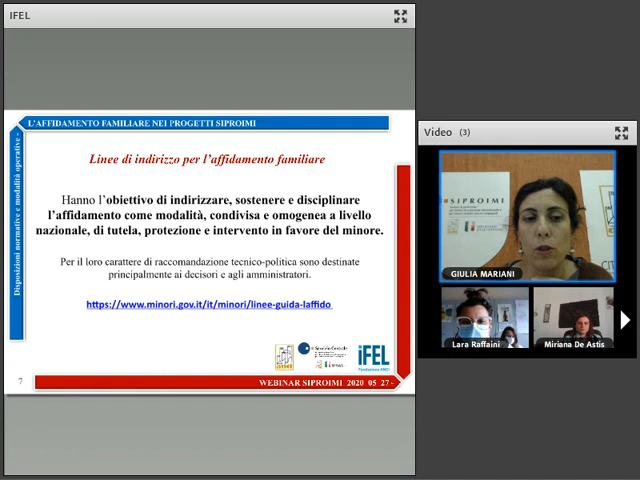 IFEL
L'AFFIDAMENTO FAMILIARE NEI PROGETTI SIPROIMI
Disposizioni normative e modalità operative -
Linee di indirizzo per l'affidamento familiare
Hanno l'obiettivo di indirizzare, sostenere e disciplinare
l'affidamento come modalità, condivisa e omogenea a livello
nazionale, di tutela, protezione e intervento in favore del minore.
Per il loro carattere di raccomandazione tecnico-politica sono destinate
principalmente ai decisori e agli amministratori.
https://www.minori.gov.it/it/minori/linee-guida-laffido
iFEL
Fondazione ANCI
7
WEBINAR SIPROIMI 2020 05 27 -
Video (3)
SIPROIMI
GIULIA MARIANI
Lara Raffaini
Miriana De Astis